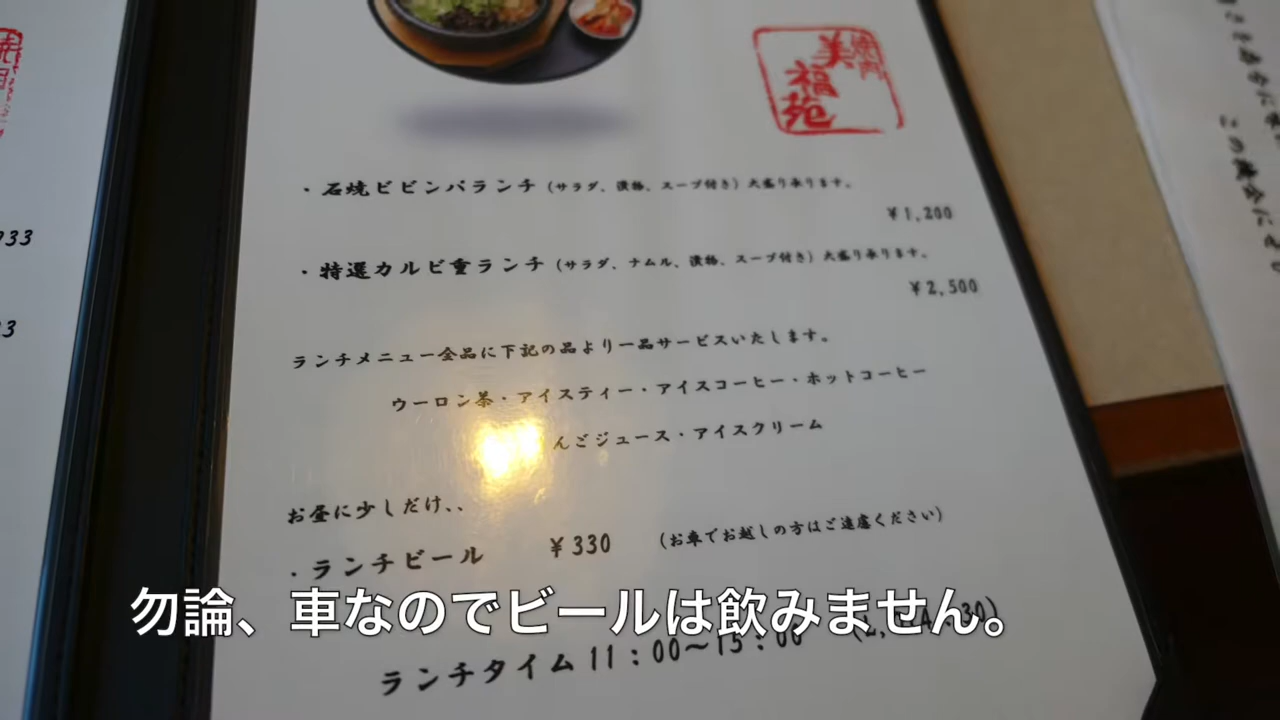 焼肉
美福苑
・石焼ビビンバランチ（サラダ、漬物、スープ付き）大盛り承ります。
¥1,200
・特選カルビ重ランチ（サラダ、ナムル、漬物、スープ付き）大盛り承ります。
¥2,500
ランチメニュー全品に下記の品より一品サービスいたします。
ウーロン茶・アイスティー・アイスコーヒー・ホットコーヒー
んごジュース・アイスクリーム
お昼に少しだけ、、
・ランチビール ¥330 （お車でお越しの方はご遠慮ください）
勿論、車なのでビールは飲みません。
ランチタイム 11：00～15：00
933